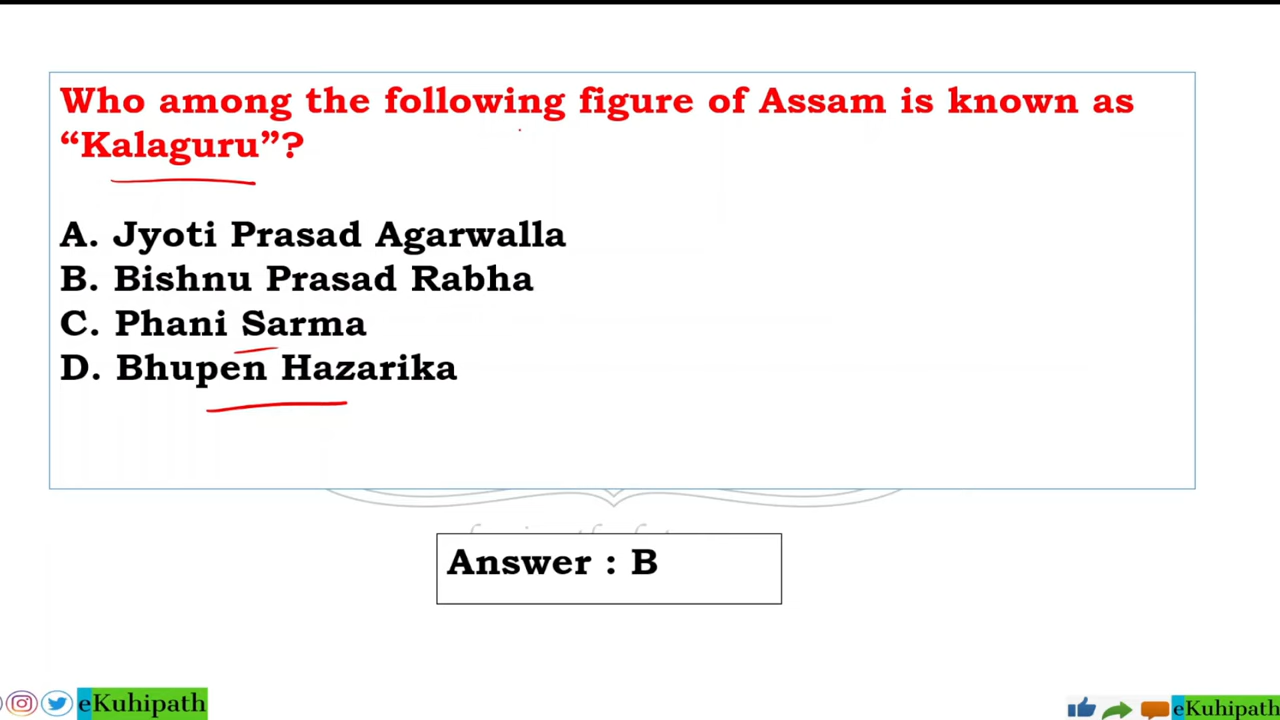 Who among the following figure of Assam is known as
“Kalaguru”?
A. Jyoti Prasad Agarwalla
B. Bishnu Prasad Rabha
C. Phani Sarma
D. Bhupen Hazarika
Answer : B
eKuhipath
eKuhipath